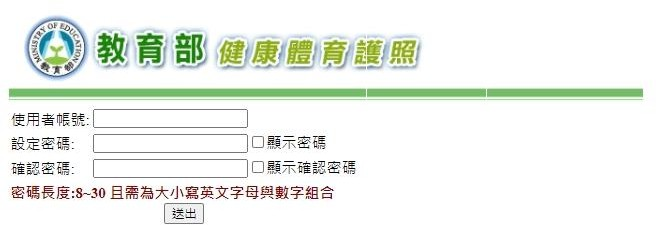 MINISTRY OF EDUCATION
教育部
教育部 健康體育護照
使用者帳號:
設定密碼: 顯示密碼
確認密碼: 顯示確認密碼
密碼長度:8~30 且需為大小寫英文字母與數字組合
送出